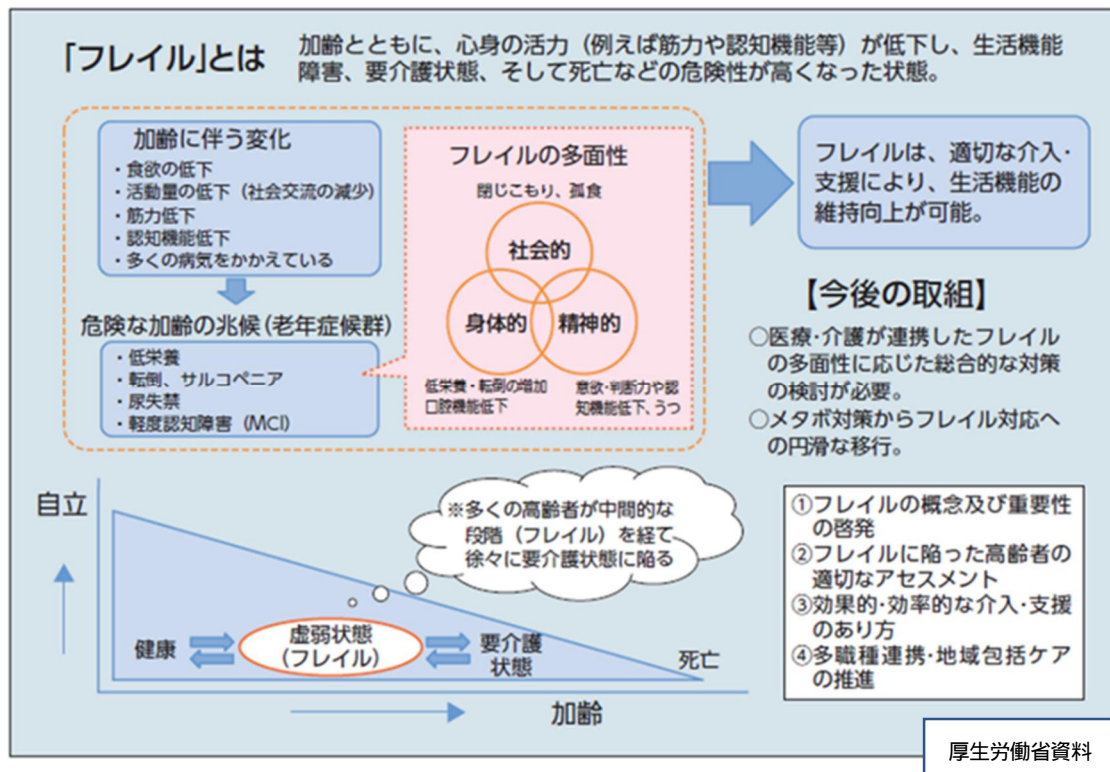 「フレイル」とは
加齢とともに、心身の活力（例えば筋力や認知機能等）が低下し、生活機能
障害、要介護状態、そして死亡などの危険性が高くなった状態。
加齢に伴う変化
・食欲の低下
・活動量の低下（社会交流の減少）
・筋力低下
・認知機能低下
・多くの病気をかかえている
危険な加齢の兆候（老年症候群）
・低栄養
・転倒、サルコペニア
・尿失禁
・軽度認知障害（MCI）
フレイルの多面性
閉じこもり、孤食
社会的
身体的
精神的
低栄養・転倒の増加
口腔機能低下
意欲・判断力や認
知機能低下、うつ
フレイルは、適切な介入・
支援により、生活機能の
維持向上が可能。
【今後の取組】
○医療・介護が連携したフレイル
の多面性に応じた総合的な対策
の検討が必要。
○メタボ対策からフレイル対応へ
の円滑な移行。
①フレイルの概念及び重要性
の啓発
②フレイルに陥った高齢者の
適切なアセスメント
③効果的・効率的な介入・支援
のあり方
④多職種連携・地域包括ケア
の推進
自立
※多くの高齢者が中間的な
段階（フレイル）を経て
徐々に要介護状態に陥る
健康
虚弱状態
（フレイル）
要介護
状態
死亡
加齢
厚生労働省資料